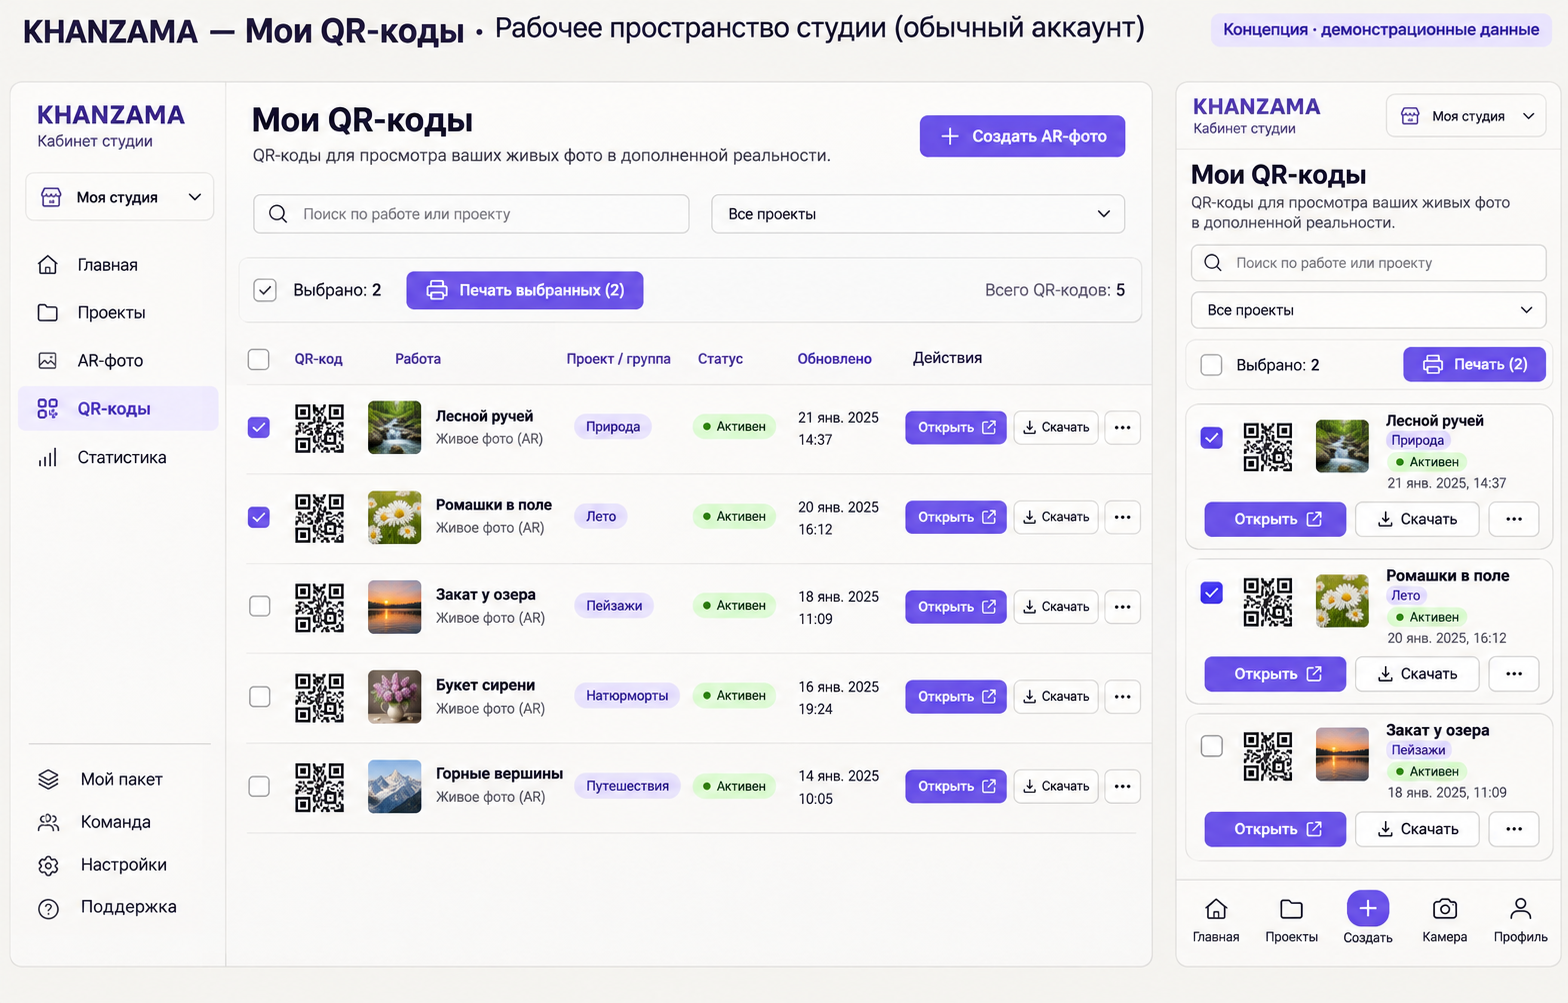 KHANZAMA — Мои QR-коды · Рабочее пространство студии (обычный аккаунт)
Концепция · демонстрационные данные
KHANZAMA
Кабинет студии
Моя студия
Главная
Проекты
AR-фото
QR-коды
Статистика
Мой пакет
Команда
Настройки
Поддержка
Мои QR-коды
QR-коды для просмотра ваших живых фото в дополненной реальности.
Создать AR-фото
Поиск по работе или проекту
Все проекты
Выбрано: 2
Печать выбранных (2)
Всего QR-кодов: 5
QR-код Работа Проект / группа Статус Обновлено Действия
Лесной ручей
Живое фото (AR)
Природа
Активен
21 янв. 2025
14:37
Открыть
Скачать
Ромашки в поле
Живое фото (AR)
Лето
Активен
20 янв. 2025
16:12
Открыть
Скачать
Закат у озера
Живое фото (AR)
Пейзажи
Активен
18 янв. 2025
11:09
Открыть
Скачать
Букет сирени
Живое фото (AR)
Натюрморты
Активен
16 янв. 2025
19:24
Открыть
Скачать
Горные вершины
Живое фото (AR)
Путешествия
Активен
14 янв. 2025
10:05
Открыть
Скачать
KHANZAMA
Кабинет студии
Моя студия
Мои QR-коды
QR-коды для просмотра ваших живых фото
в дополненной реальности.
Поиск по работе или проекту
Все проекты
Выбрано: 2
Печать (2)
Лесной ручей
Природа
Активен
21 янв. 2025, 14:37
Открыть
Скачать
Ромашки в поле
Лето
Активен
20 янв. 2025, 16:12
Открыть
Скачать
Закат у озера
Пейзажи
Активен
18 янв. 2025, 11:09
Открыть
Скачать
Главная Проекты Создать Камера Профиль